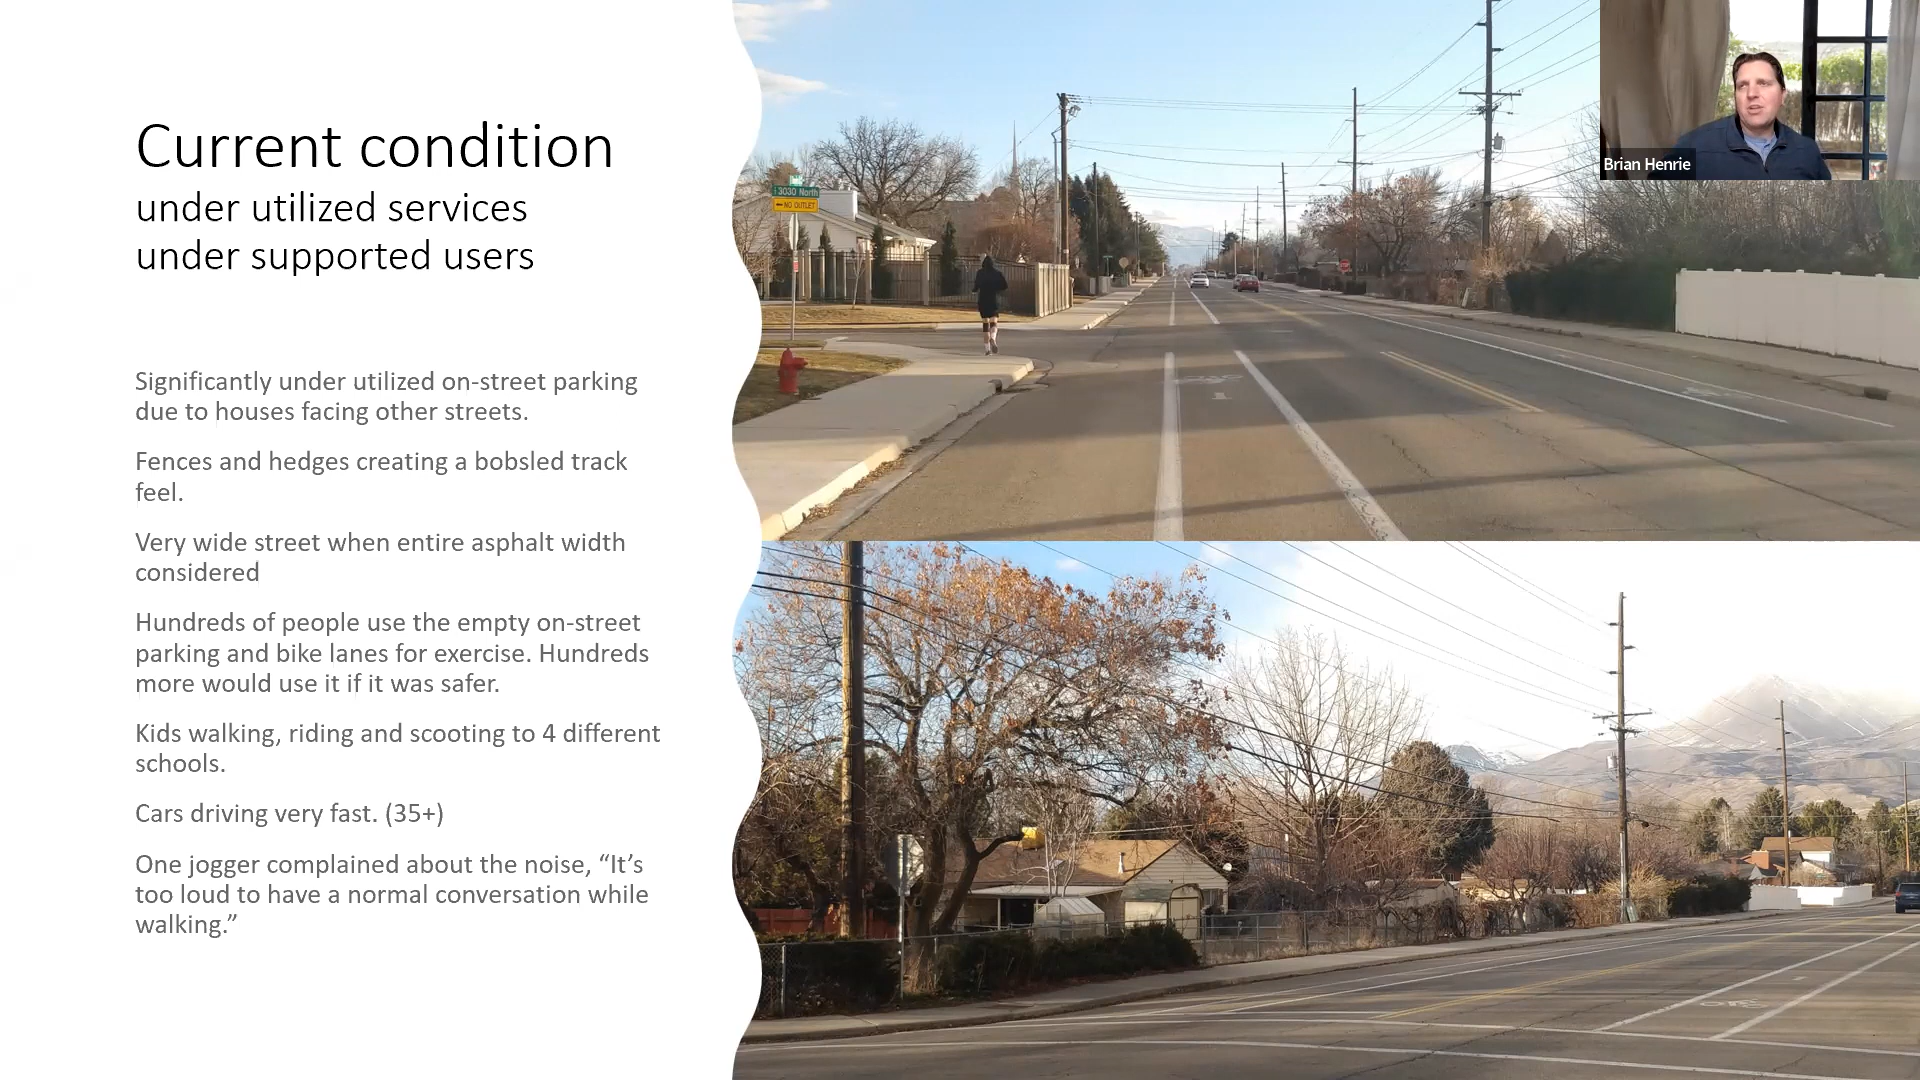 Current condition
under utilized services
under supported users
Significantly under utilized on-street parking
due to houses facing other streets.
Fences and hedges creating a bobsled track
feel.
Very wide street when entire asphalt width
considered
Hundreds of people use the empty on-street
parking and bike lanes for exercise. Hundreds
more would use it if it was safer.
Kids walking, riding and scooting to 4 different
schools.
Cars driving very fast. (35+)
One jogger complained about the noise, “It’s
too loud to have a normal conversation while
walking.”
3030 North
NO OUTLET
Brian Henrie